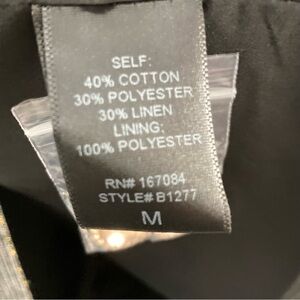 SELF:
40% COTTON
30% POLYESTER
30% LINEN
LINING:
100% POLYESTER
RN# 167084
STYLE# B1277
M